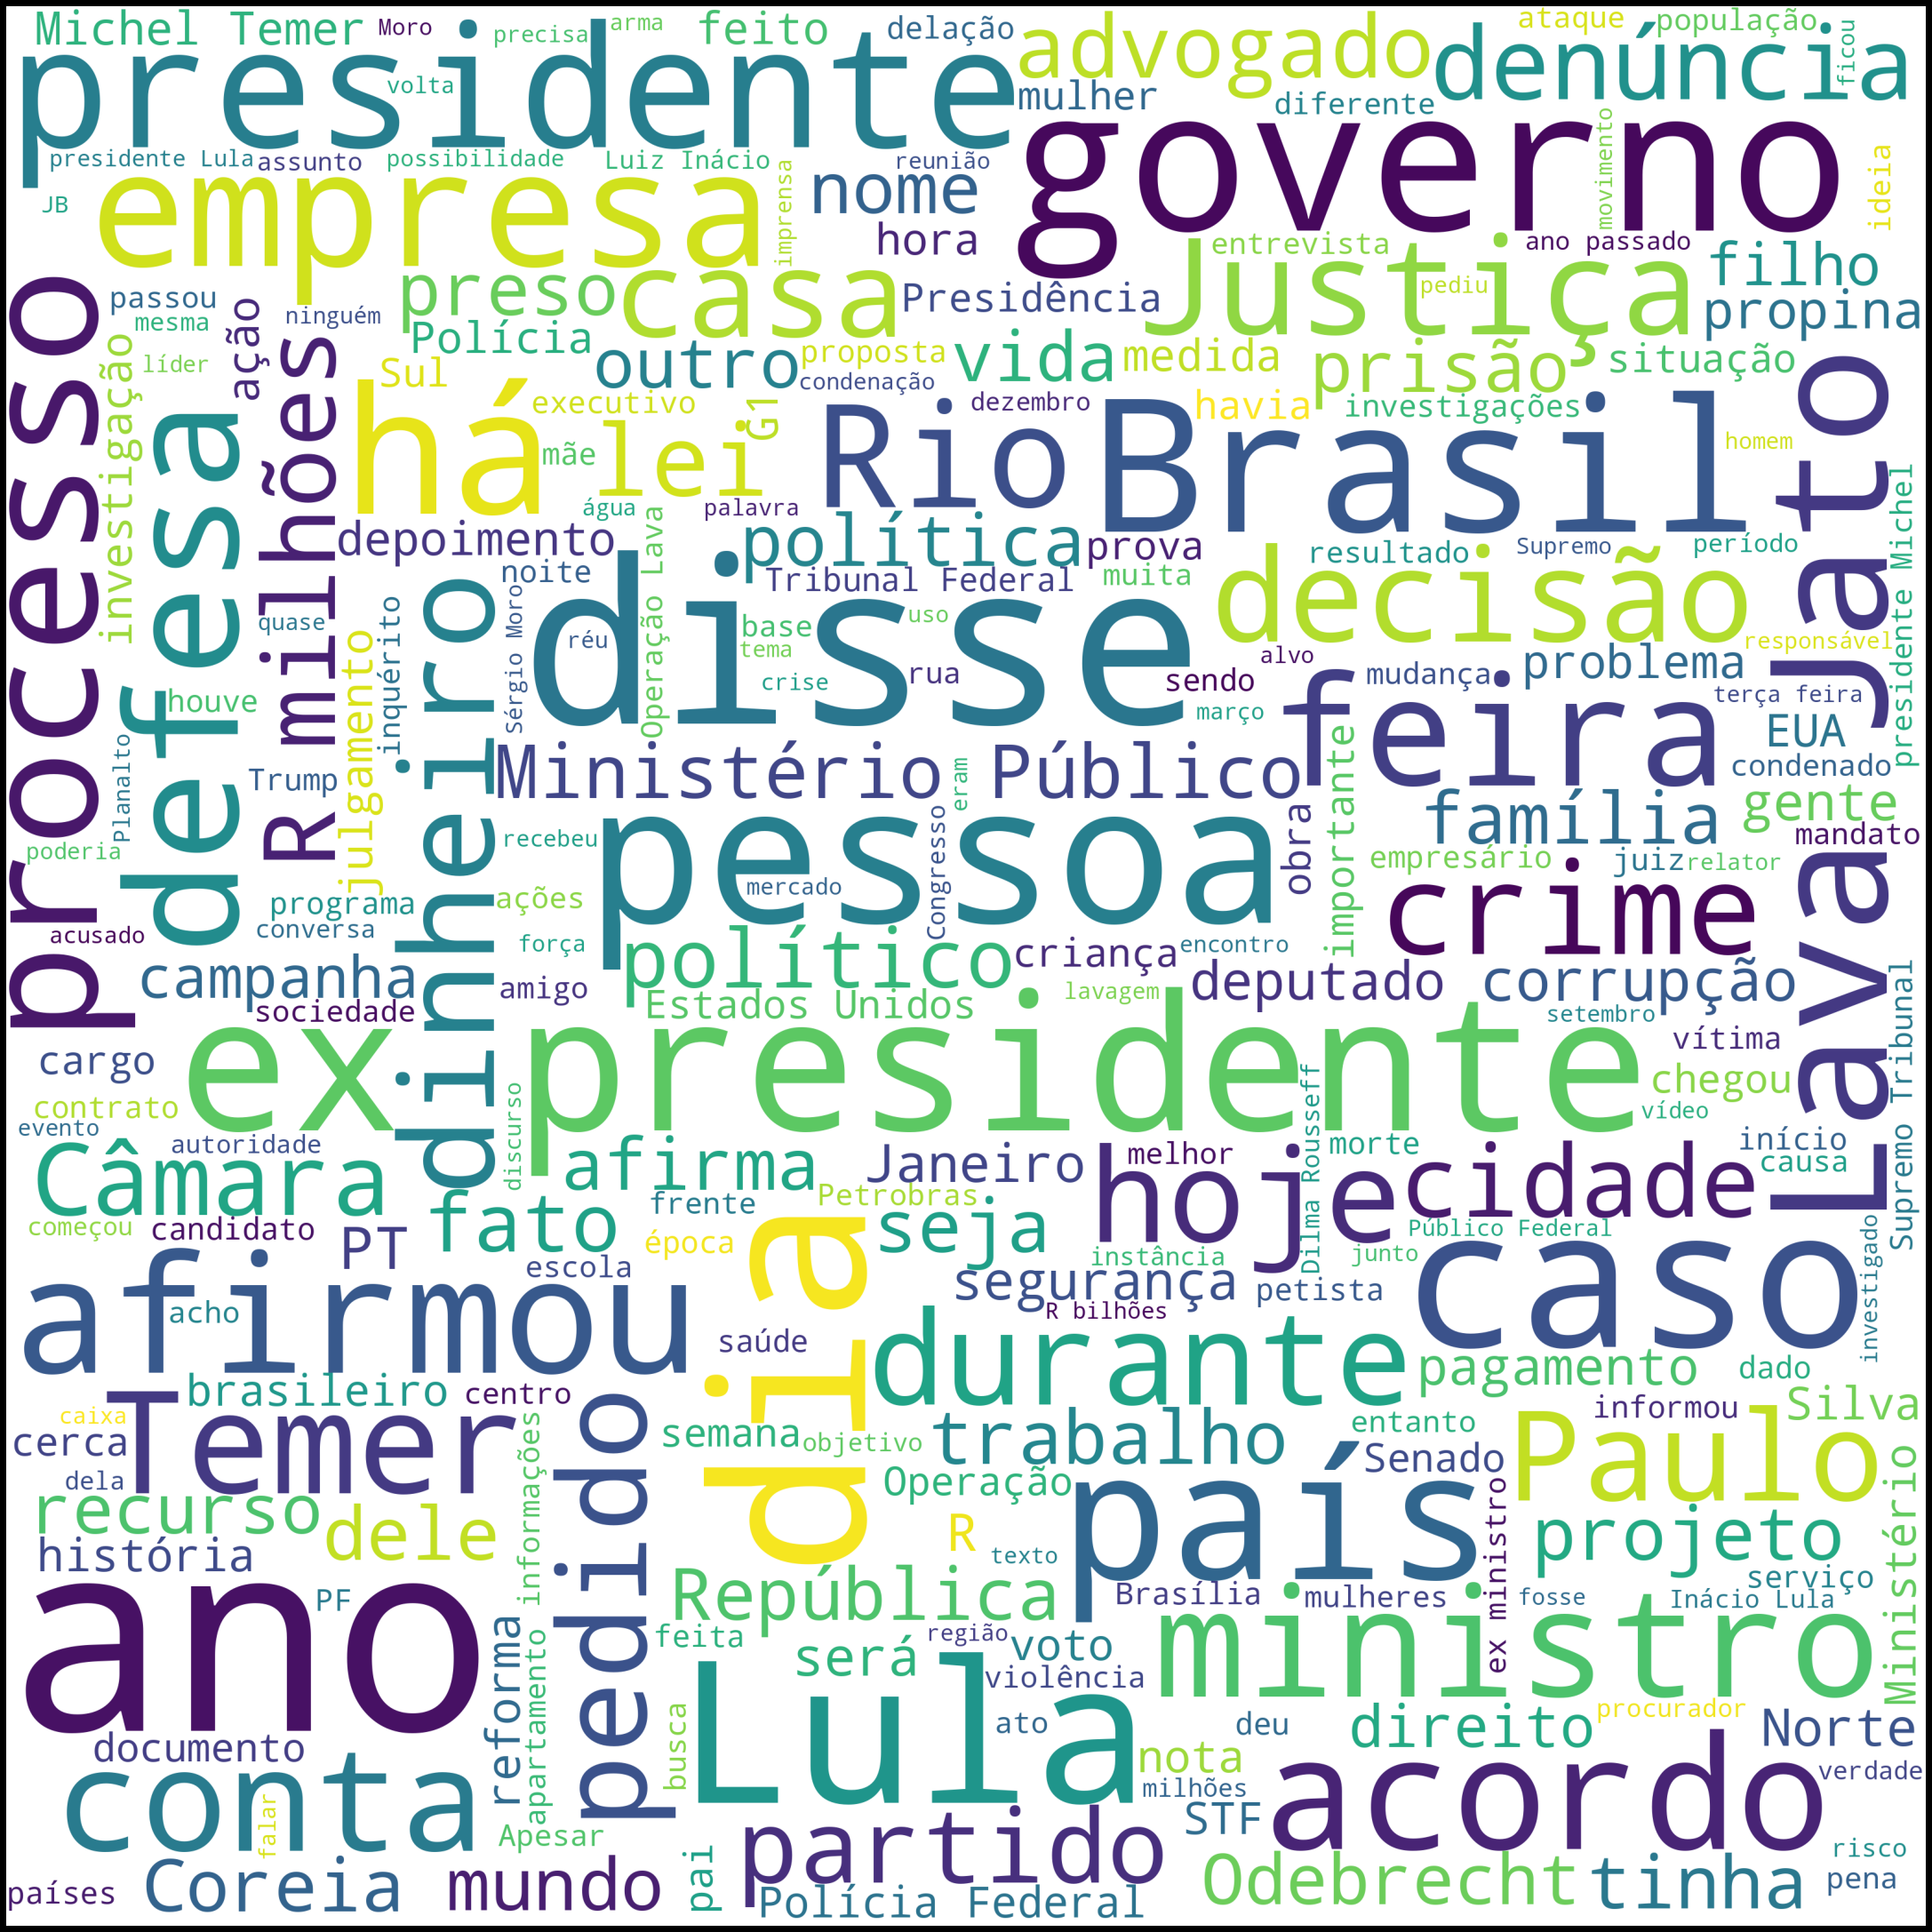 Michel Temer
Moro
precisa
arma
feito
delação
advogado
ataque
população
denúncia
ficou
presidente
volta
mulher
diferente
governo
presidente Lula
assunto
possibilidade
Luiz Inácio
imprensa
reunião
nome
movimento
ideia
JB
empresa
hora
entrevista
ano passado
filho
processo
passou
mesma
líder
investigação
ação
ninguém
preso
casa
Presidência
Justiça
pediu
propina
Polícia
outro
proposta
vida
medida
prisão
situação
Lava Jato
defesa
R milhões
há
Sul
executivo
condenação
dezembro
havia
investigações
homem
G1
mãe
lei
Rio
Brasil
água
palavra
depoimento
política
prova
resultado
Supremo
período
presidente Michel
noite
Operação Lava
Tribunal Federal
muita
decisão
quase
inquérito
dinheiro
Sérgio Moro
réu
disse
base
uso
tema
responsável
julgamento
houve
crise
rua
alvo
sendo
mudança
problema
terça feira
março
feira
EUA
Planalto
Trump
Ministério Público
eram
importante
condenado
família
gente
poderia
recebeu
pessoa
obra
empresário
juiz
relator
mandato
programa
ações
mercado
Congresso
crime
acusado
conversa
força
político
criança
encontro
campanha
amigo
deputado
corrupção
Supremo Tribunal
sociedade
Estados Unidos
lavagem
setembro
cargo
ex presidente
vítima
contrato
chegou
evento
autoridade
discurso
Dilma Rousseff
vídeo
Câmara
afirma
Janeiro
melhor
hoje
morte
cidade
início
causa
começou
candidato
PT
fato
frente
Petrobras
seja
época
dia
instância
junto
Público Federal
caso
investigado
afirmou
acho
escola
segurança
petista
R bilhões
saúde
durante
pagamento
dado
brasileiro
centro
Temer
caixa
cerca
dela
informações
pedido
semana
objetivo
trabalho
entanto
informou
Silva
Senado
Paulo
Operação
recurso
dele
R
país
ex ministro
projeto
Ministério
história
texto
ano
PF
República
Brasília
mulheres
fosse
serviço
Inácio Lula
reforma
apartamento
feita
será
região
voto
ministro
violência
Lula
ato
deu
direito
procurador
Norte
documento
busca
nota
acordo
verdade
conta
falar
Apesar
milhões
STF
partido
risco
países
Coreia
mundo
pai
Polícia Federal
Odebrecht
tinha
pena